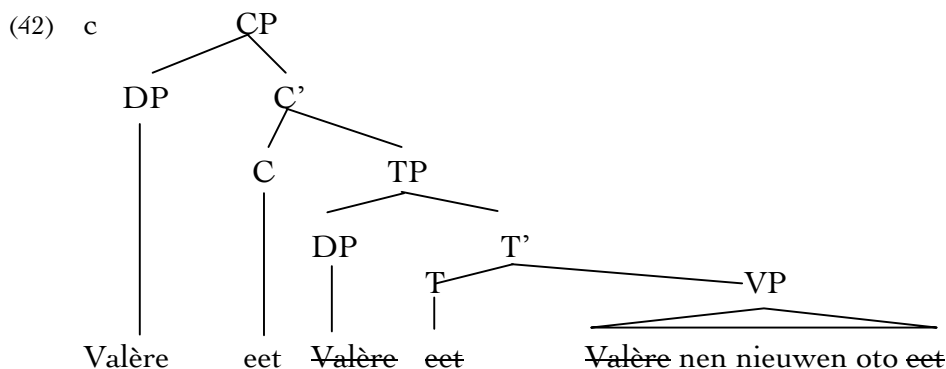 (42) c CP
DP C’
C TP
DP T’
T VP
Valère eet Valère eet Valère nen nieuwen oto eet